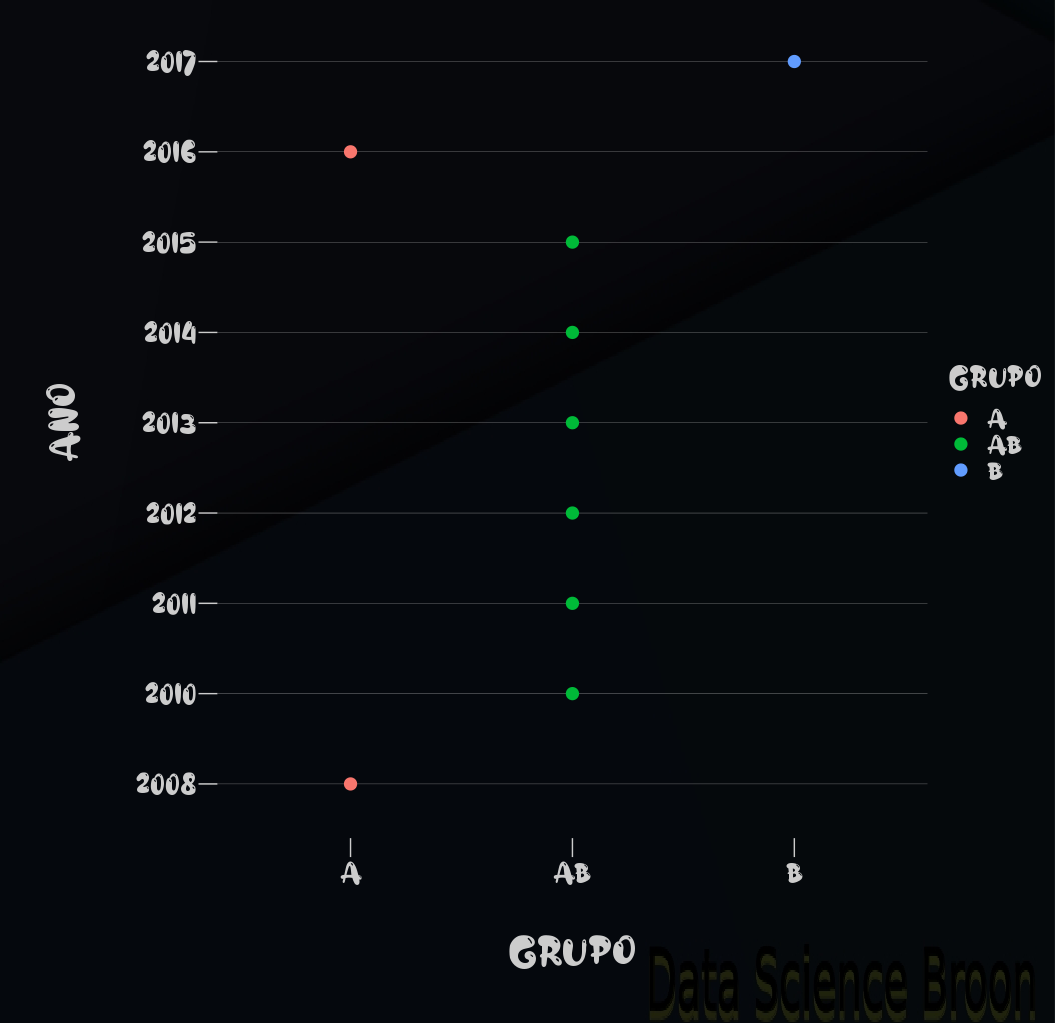 2017
2016
2015
2014
2013
2012
2011
2010
2008
ANO
A
AB
B
GRUPO
GRUPO
A
AB
B
Data Science Broon